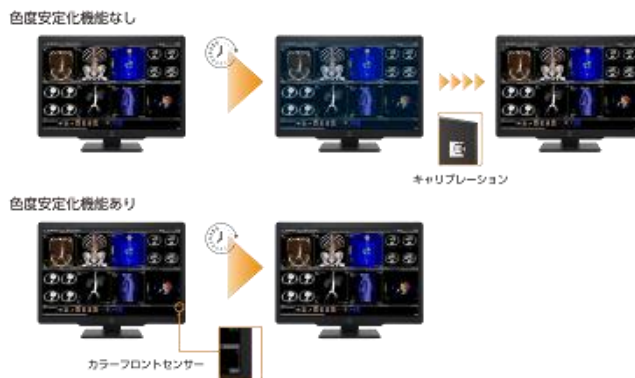 色度安定化機能なし
キャリブレーション
色度安定化機能あり
カラーフロントセンサー